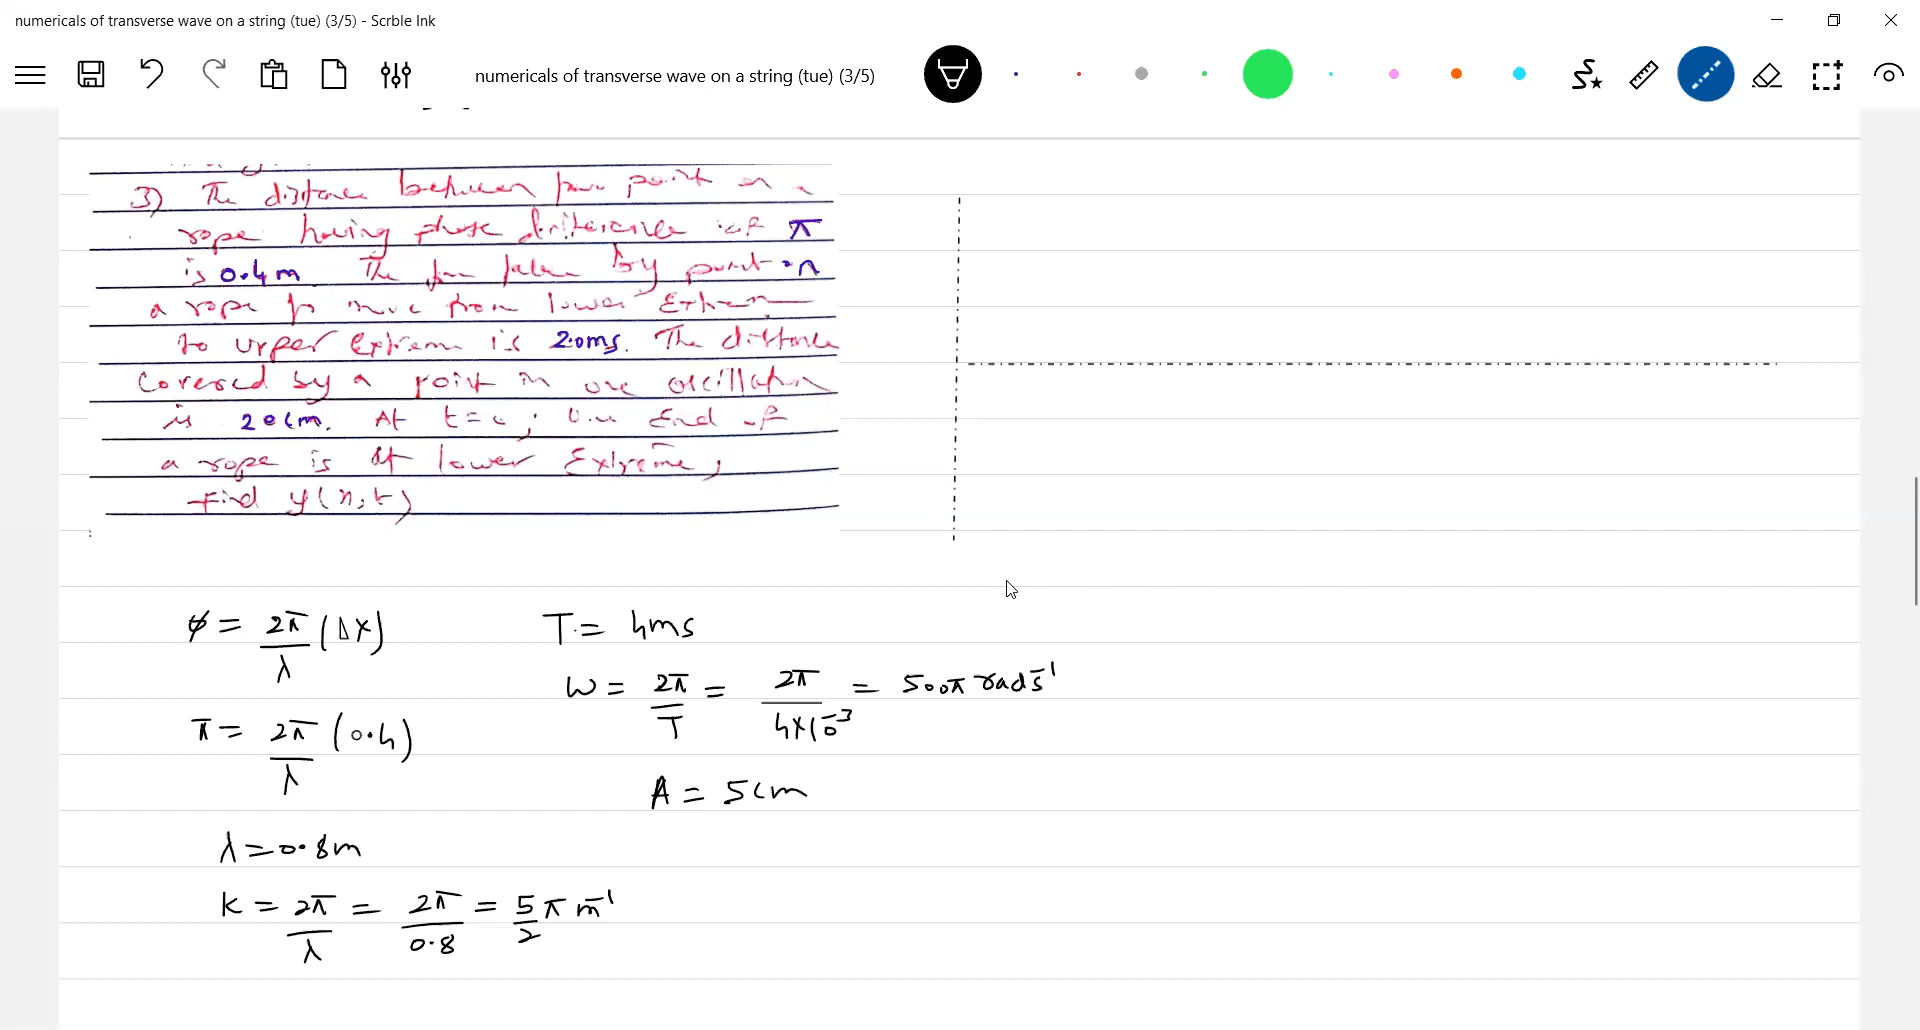 numericals of transverse wave on a string (tue) (3/5) - Scrble Ink
numericals of transverse wave on a string (tue) (3/5)
3) The distance between two point on a
rope having phase difference of π
is 0.4m The time taken by point on
a rope to move from lower Extreme
to upper Extreme is 2.0ms. The distance
covered by a point in one oscillation
is 20cm. At t=0; one End of
a rope is at lower Extreme,
Find y(x,t)
φ = 2π/λ (Δx)
π = 2π/λ (0.4)
λ = 0.8m
K = 2π/λ = 2π/0.8 = 5/2 π m⁻¹
T = 4ms
W = 2π/T = 2π/4×10⁻³ = 500π rad s⁻¹
A = 5cm